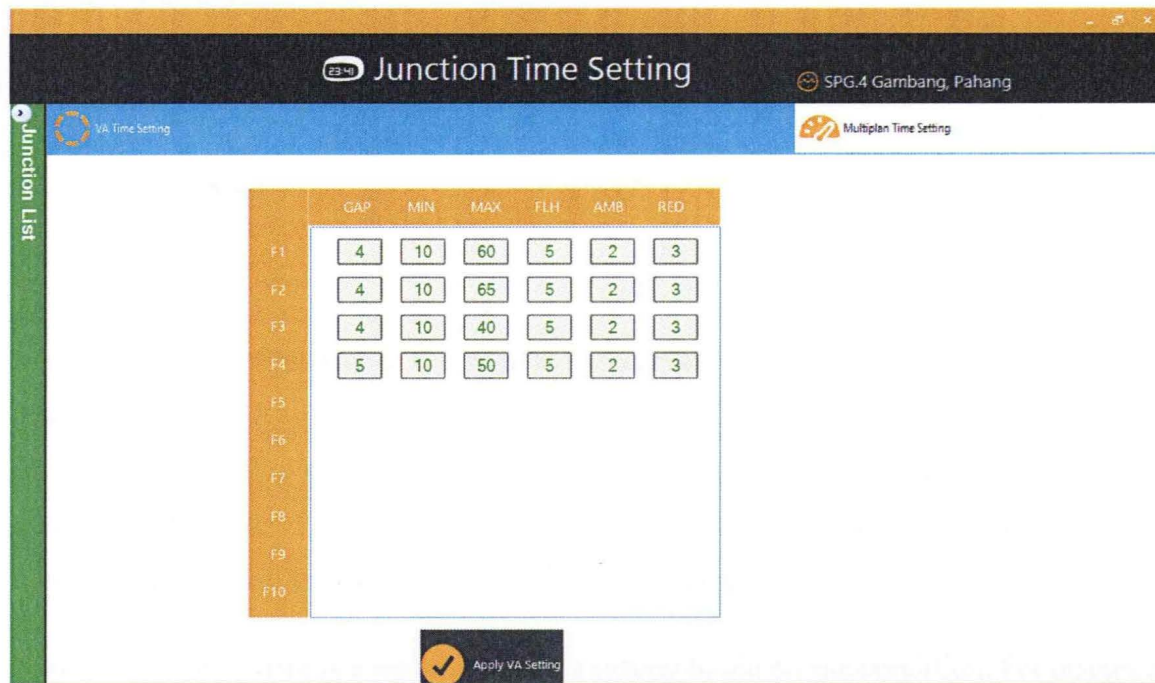 23:41 Junction Time Setting
SPG.4 Gambang, Pahang
Junction List
VA Time Setting
Multiplan Time Setting
GAP MIN MAX FLH AMB RED
F1 4 10 60 5 2 3
F2 4 10 65 5 2 3
F3 4 10 40 5 2 3
F4 5 10 50 5 2 3
F5
F6
F7
F8
F9
F10
Apply VA Setting